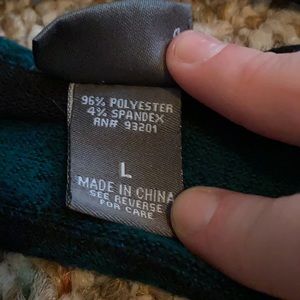 96% POLYESTER
4% SPANDEX
RN# 93201
L
MADE IN CHINA
SEE REVERSE
FOR CARE